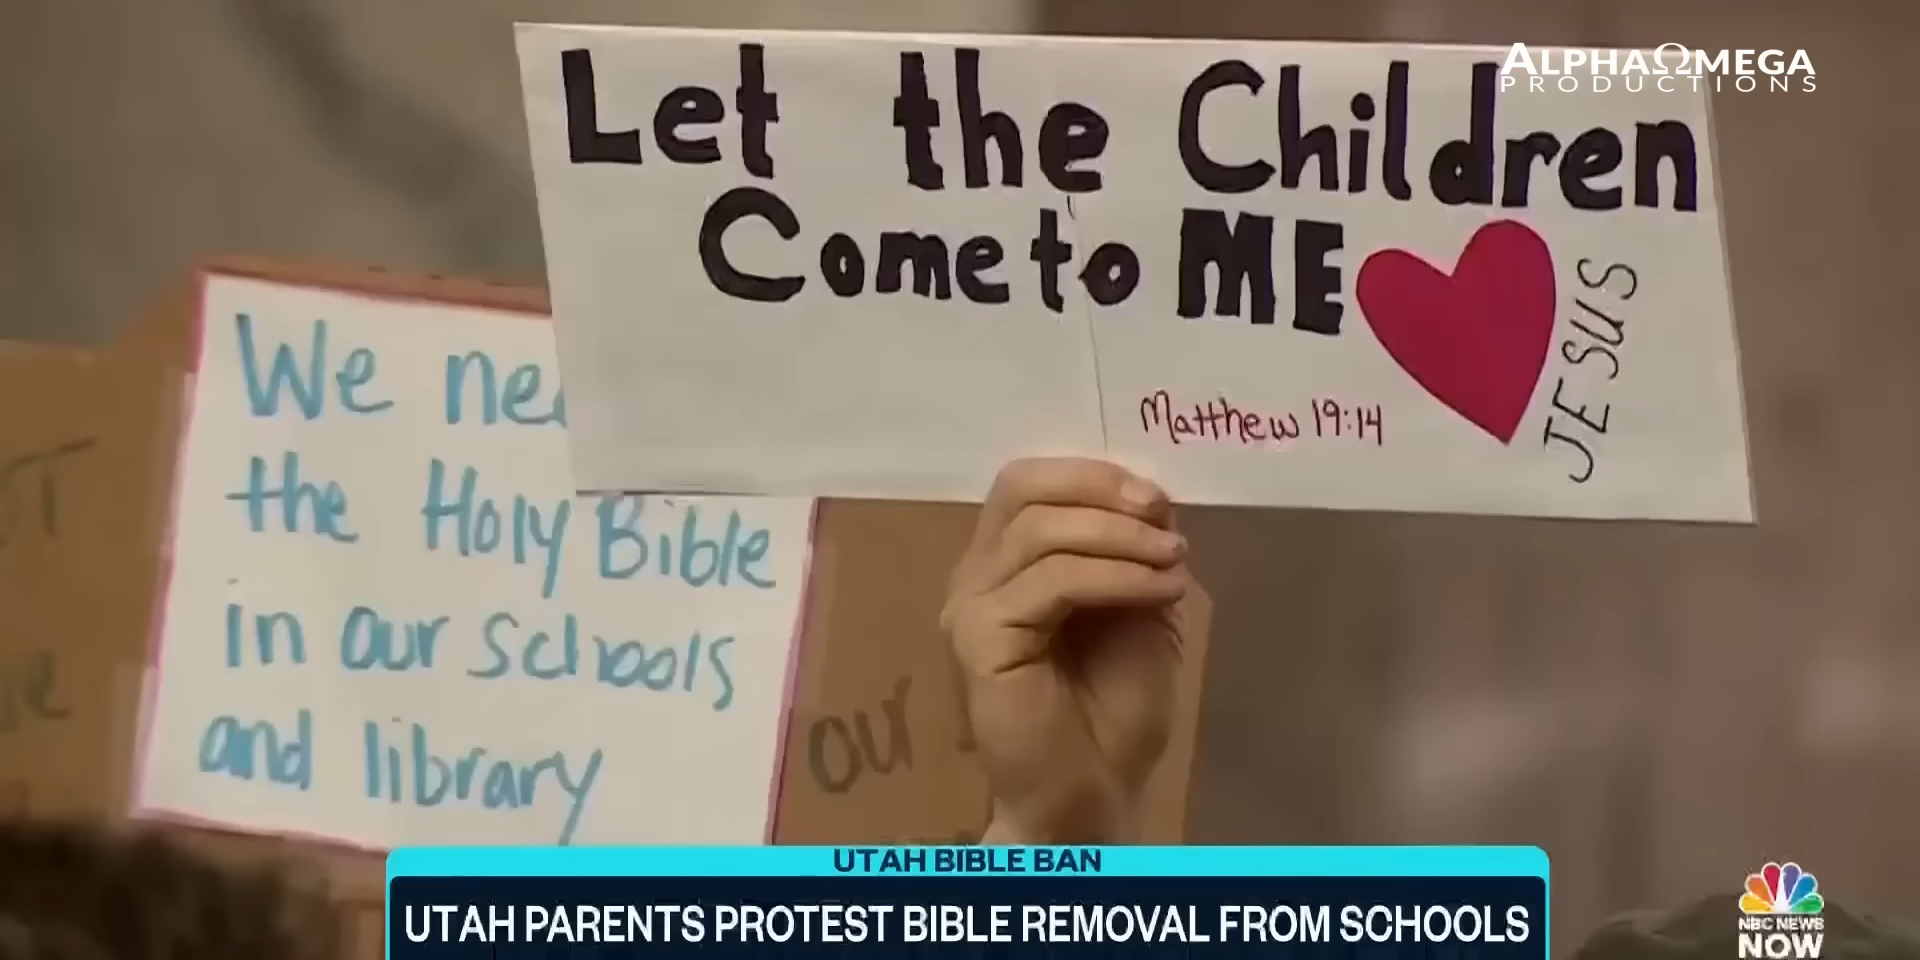 ALPHAΩMEGA
PRODUCTIONS
Let the Children
Come to ME
JESUS
Matthew 19:14
We
the Holy Bible
in our schools
and library
our
UTAH BIBLE BAN
UTAH PARENTS PROTEST BIBLE REMOVAL FROM SCHOOLS
NBC NEWS
NOW